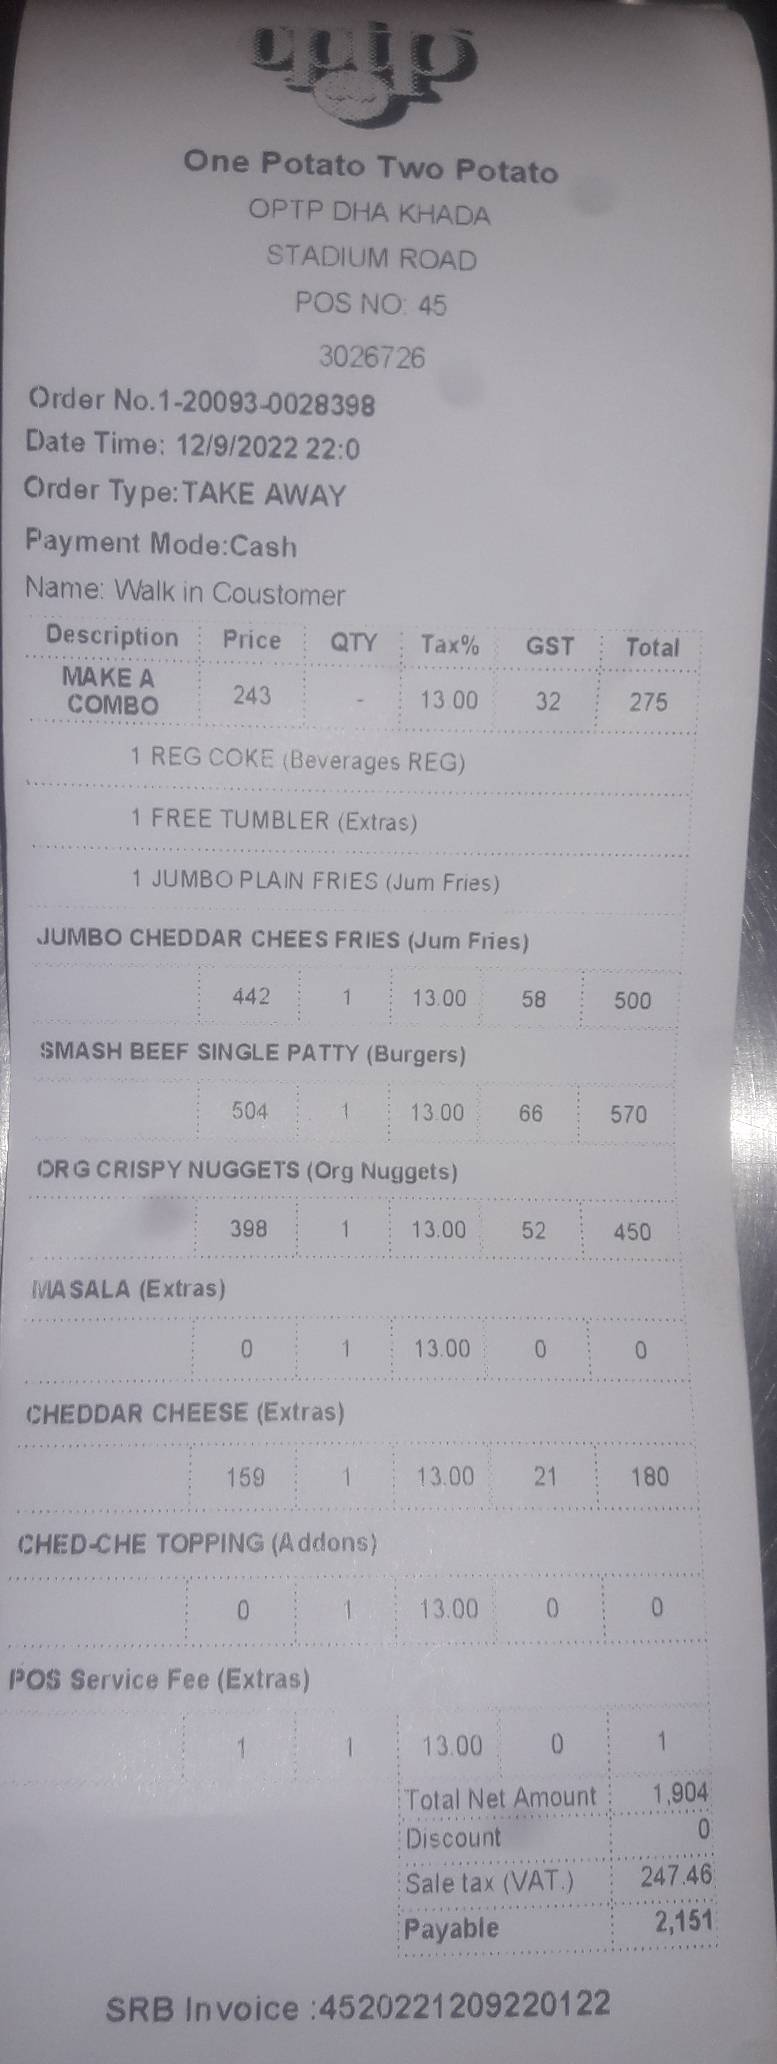 optp
One Potato Two Potato
OPTP DHA KHADA
STADIUM ROAD
POS NO: 45
3026726
Order No.1-20093-0028398
Date Time: 12/9/2022 22:0
Order Type:TAKE AWAY
Payment Mode:Cash
Name: Walk in Coustomer
Description Price QTY Tax% GST Total
MAKE A
COMBO 243 - 13.00 32 275
1 REG COKE (Beverages REG)
1 FREE TUMBLER (Extras)
1 JUMBO PLAIN FRIES (Jum Fries)
JUMBO CHEDDAR CHEES FRIES (Jum Fries)
442 1 13.00 58 500
SMASH BEEF SINGLE PATTY (Burgers)
504 1 13.00 66 570
ORG CRISPY NUGGETS (Org Nuggets)
398 1 13.00 52 450
MASALA (Extras)
0 1 13.00 0 0
CHEDDAR CHEESE (Extras)
159 1 13.00 21 180
CHED-CHE TOPPING (Addons)
0 1 13.00 0 0
POS Service Fee (Extras)
1 1 13.00 0 1
Total Net Amount 1,904
Discount 0
Sale tax (VAT.) 247.46
Payable 2,151
SRB Invoice :4520221209220122